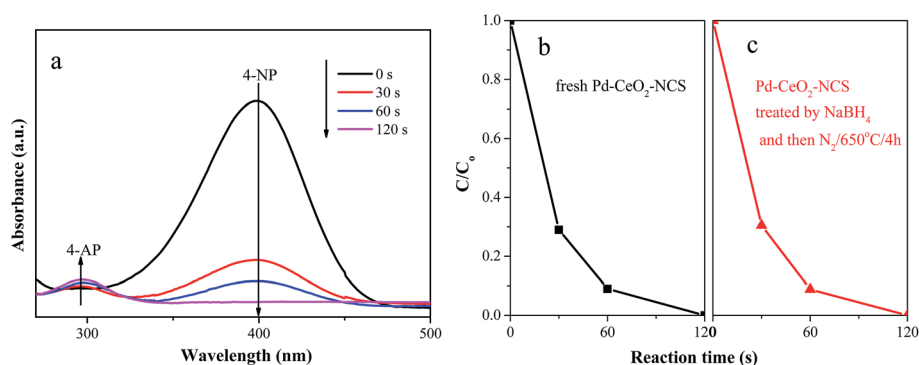 a
4-NP
0 s
30 s
60 s
120 s
4-AP
Absorbance (a.u.)
300
400
500
Wavelength (nm)
b
fresh Pd-CeO₂-NCS
C/Cₒ
1.0
0.8
0.6
0.4
0.2
0.0
0
60
120
c
Pd-CeO₂-NCS
treated by NaBH₄
and then N₂/650°C/4h
0
60
120
Reaction time (s)